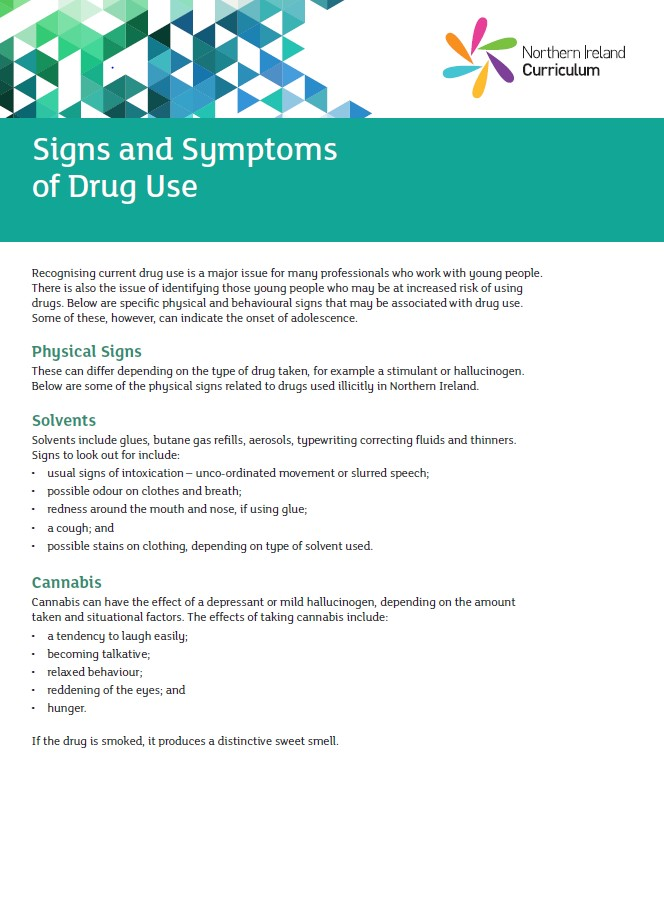 Northern Ireland
Curriculum
Signs and Symptoms
of Drug Use
Recognising current drug use is a major issue for many professionals who work with young people.
There is also the issue of identifying those young people who may be at increased risk of using
drugs. Below are specific physical and behavioural signs that may be associated with drug use.
Some of these, however, can indicate the onset of adolescence.
Physical Signs
These can differ depending on the type of drug taken, for example a stimulant or hallucinogen.
Below are some of the physical signs related to drugs used illicitly in Northern Ireland.
Solvents
Solvents include glues, butane gas refills, aerosols, typewriting correcting fluids and thinners.
Signs to look out for include:
• usual signs of intoxication – unco-ordinated movement or slurred speech;
• possible odour on clothes and breath;
• redness around the mouth and nose, if using glue;
• a cough; and
• possible stains on clothing, depending on type of solvent used.
Cannabis
Cannabis can have the effect of a depressant or mild hallucinogen, depending on the amount
taken and situational factors. The effects of taking cannabis include:
• a tendency to laugh easily;
• becoming talkative;
• relaxed behaviour;
• reddening of the eyes; and
• hunger.
If the drug is smoked, it produces a distinctive sweet smell.